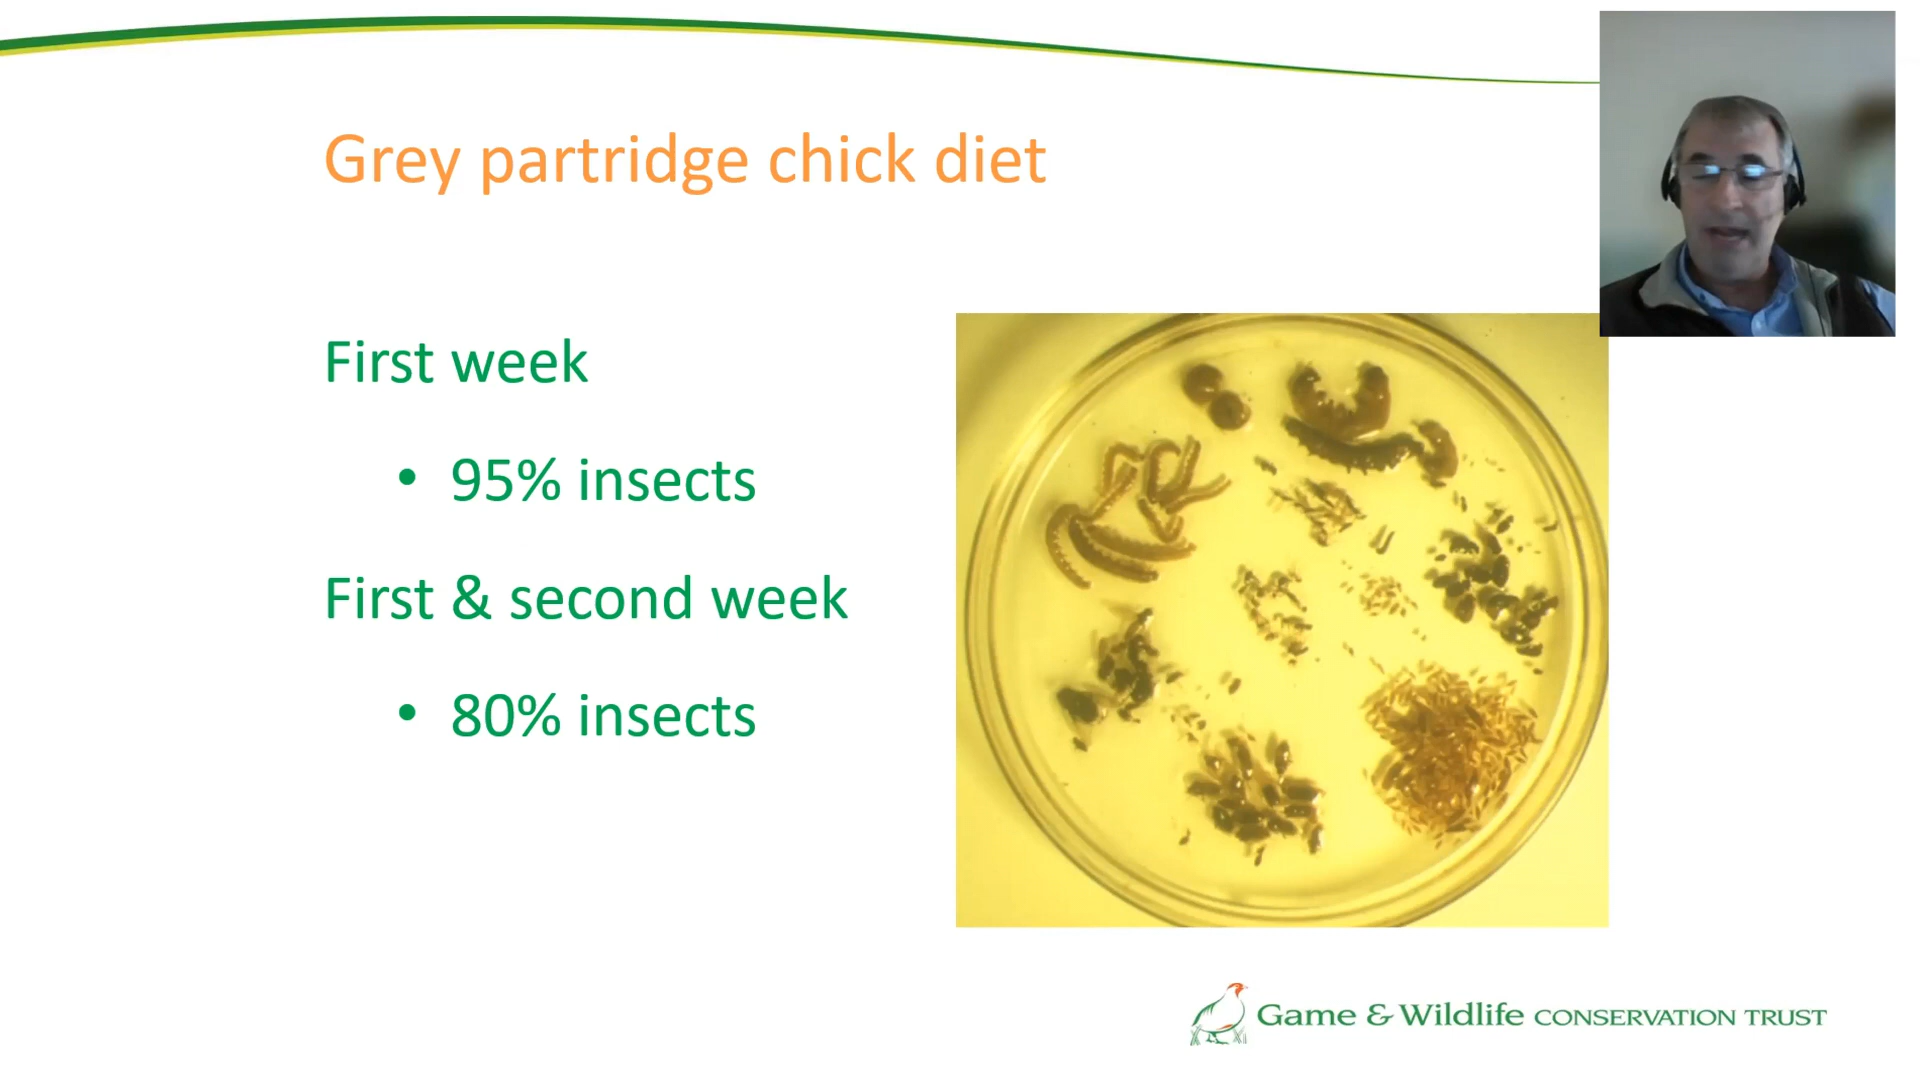 Grey partridge chick diet
First week
• 95% insects
First & second week
• 80% insects
Game & Wildlife CONSERVATION TRUST